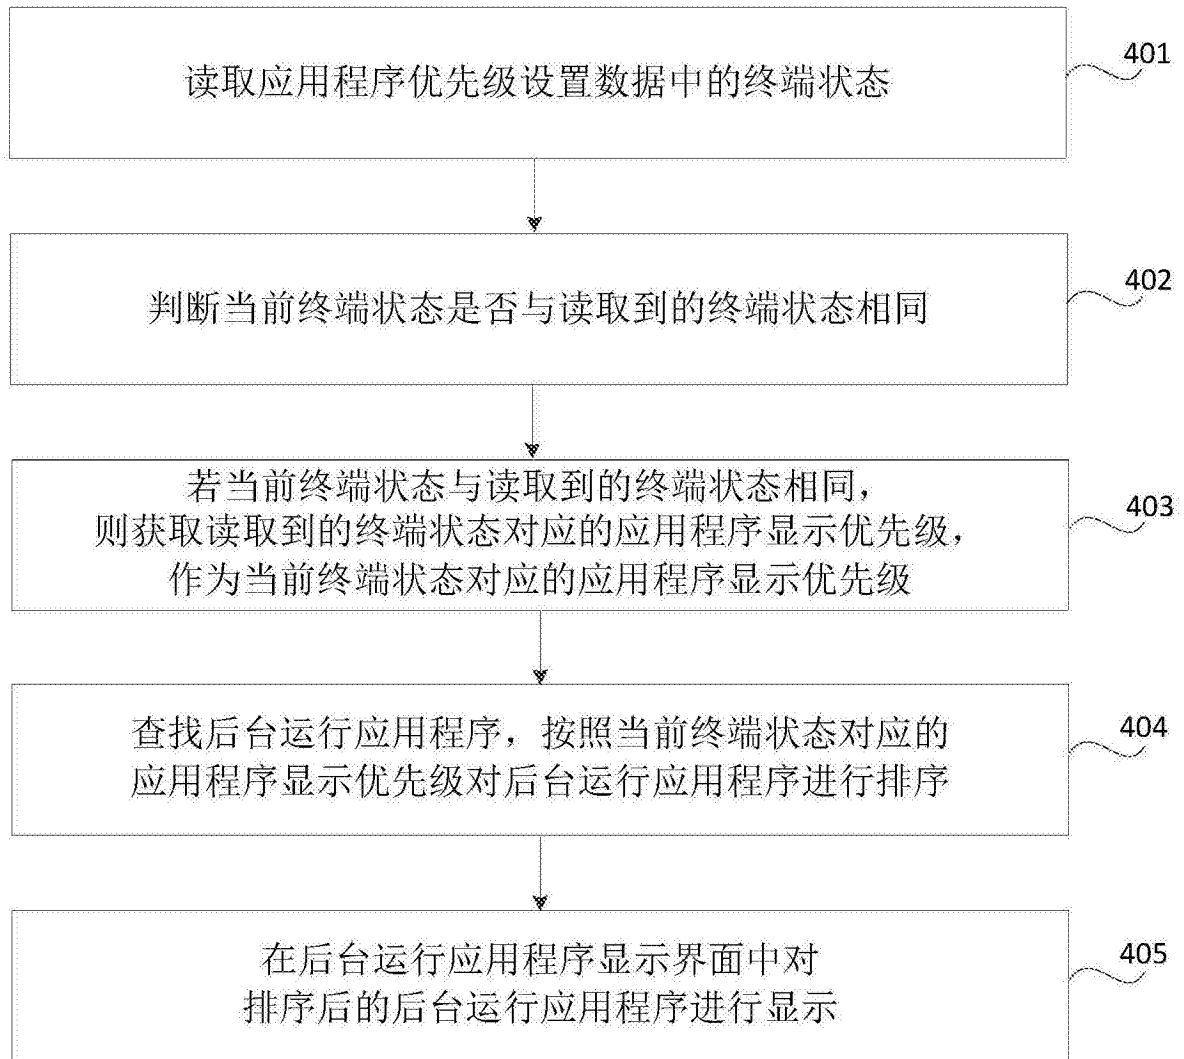 读取应用程序优先级设置数据中的终端状态
401
判断当前终端状态是否与读取到的终端状态相同
402
若当前终端状态与读取到的终端状态相同，
则获取读取到的终端状态对应的应用程序显示优先级，
作为当前终端状态对应的应用程序显示优先级
403
查找后台运行应用程序，按照当前终端状态对应的
应用程序显示优先级对后台运行应用程序进行排序
404
在后台运行应用程序显示界面中对
排序后的后台运行应用程序进行显示
405